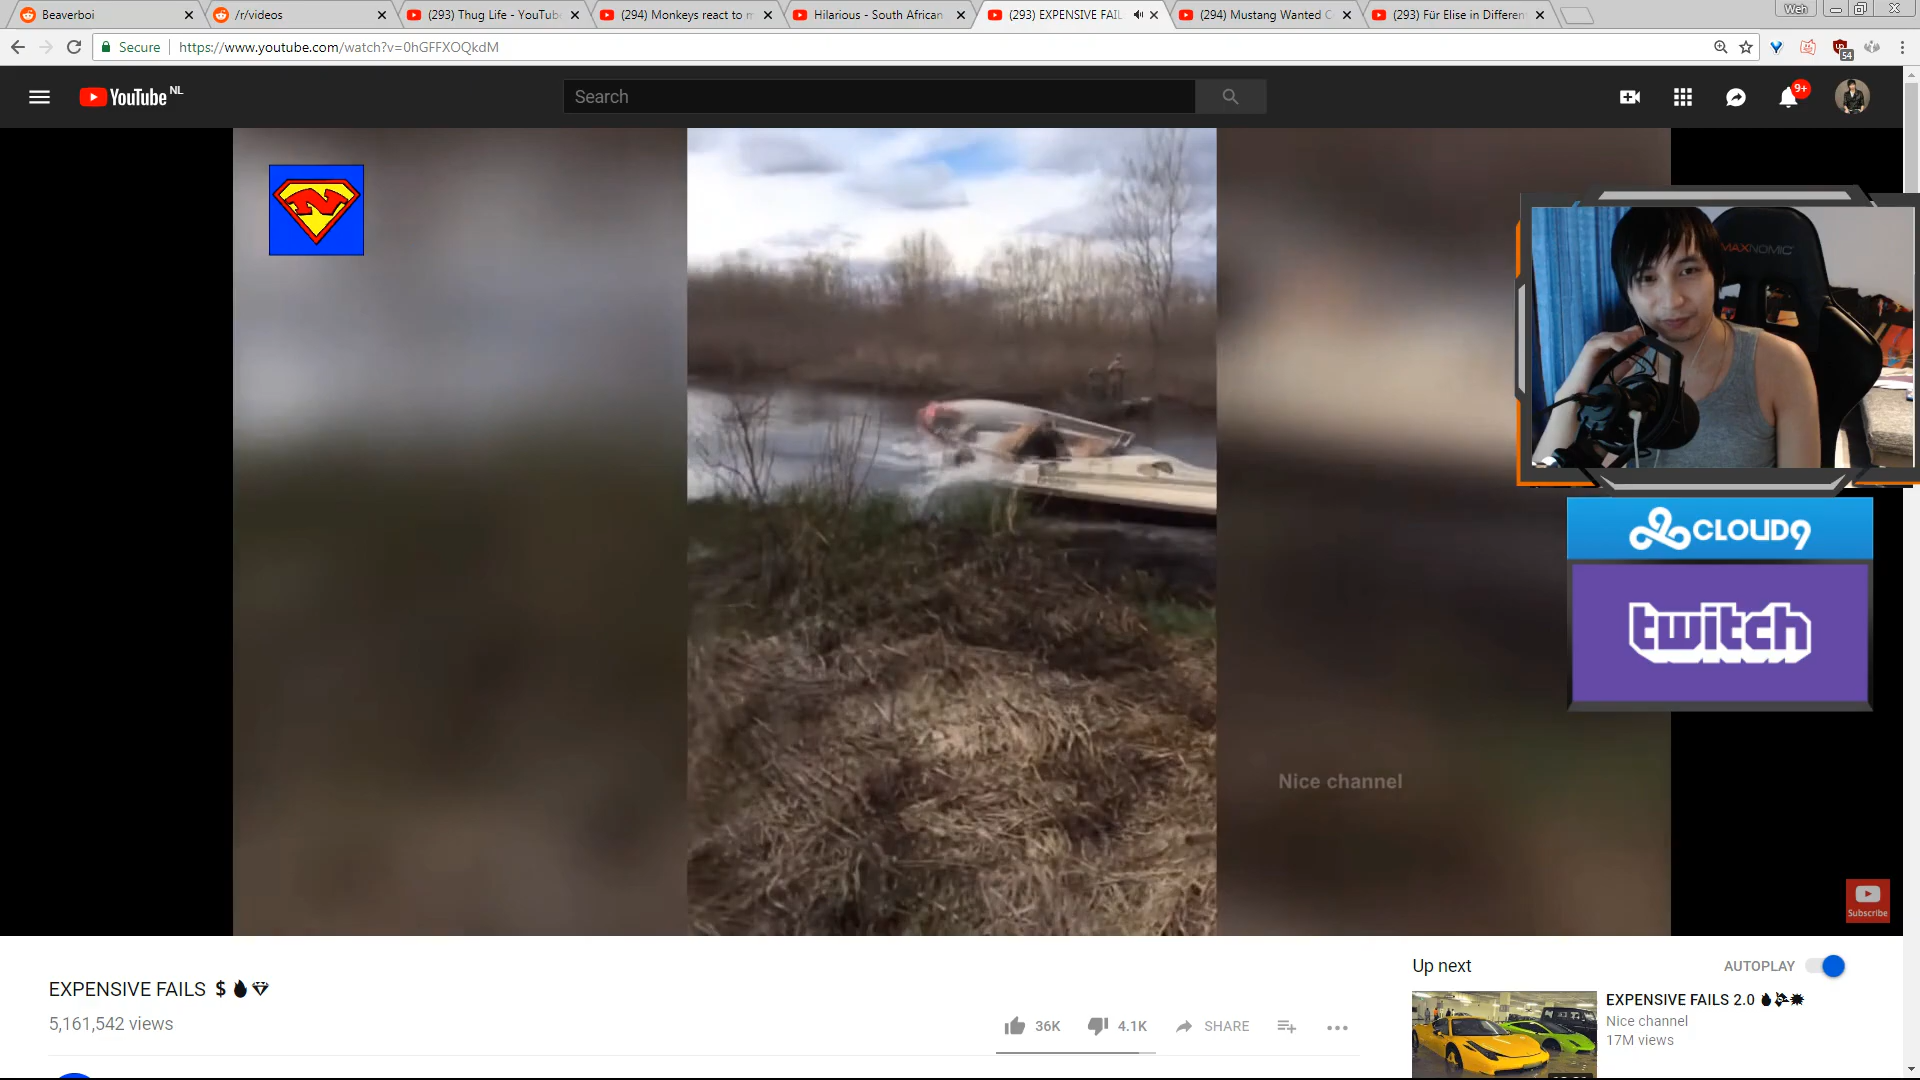 Beaverboi
/r/videos
(293) Thug Life - YouTube
(294) Monkeys react to m
Hilarious - South African
(293) EXPENSIVE FAIL
(294) Mustang Wanted C
(293) Für Elise in Differen
Weh
Secure
https://www.youtube.com/watch?v=0hGFFXOQkdM
54
YouTube NL
Search
9+
N
MAXNOMIC
CLOUD9
twitch
Nice channel
Subscribe
EXPENSIVE FAILS
5,161,542 views
36K
4.1K
SHARE
Up next
AUTOPLAY
EXPENSIVE FAILS 2.0
Nice channel
17M views